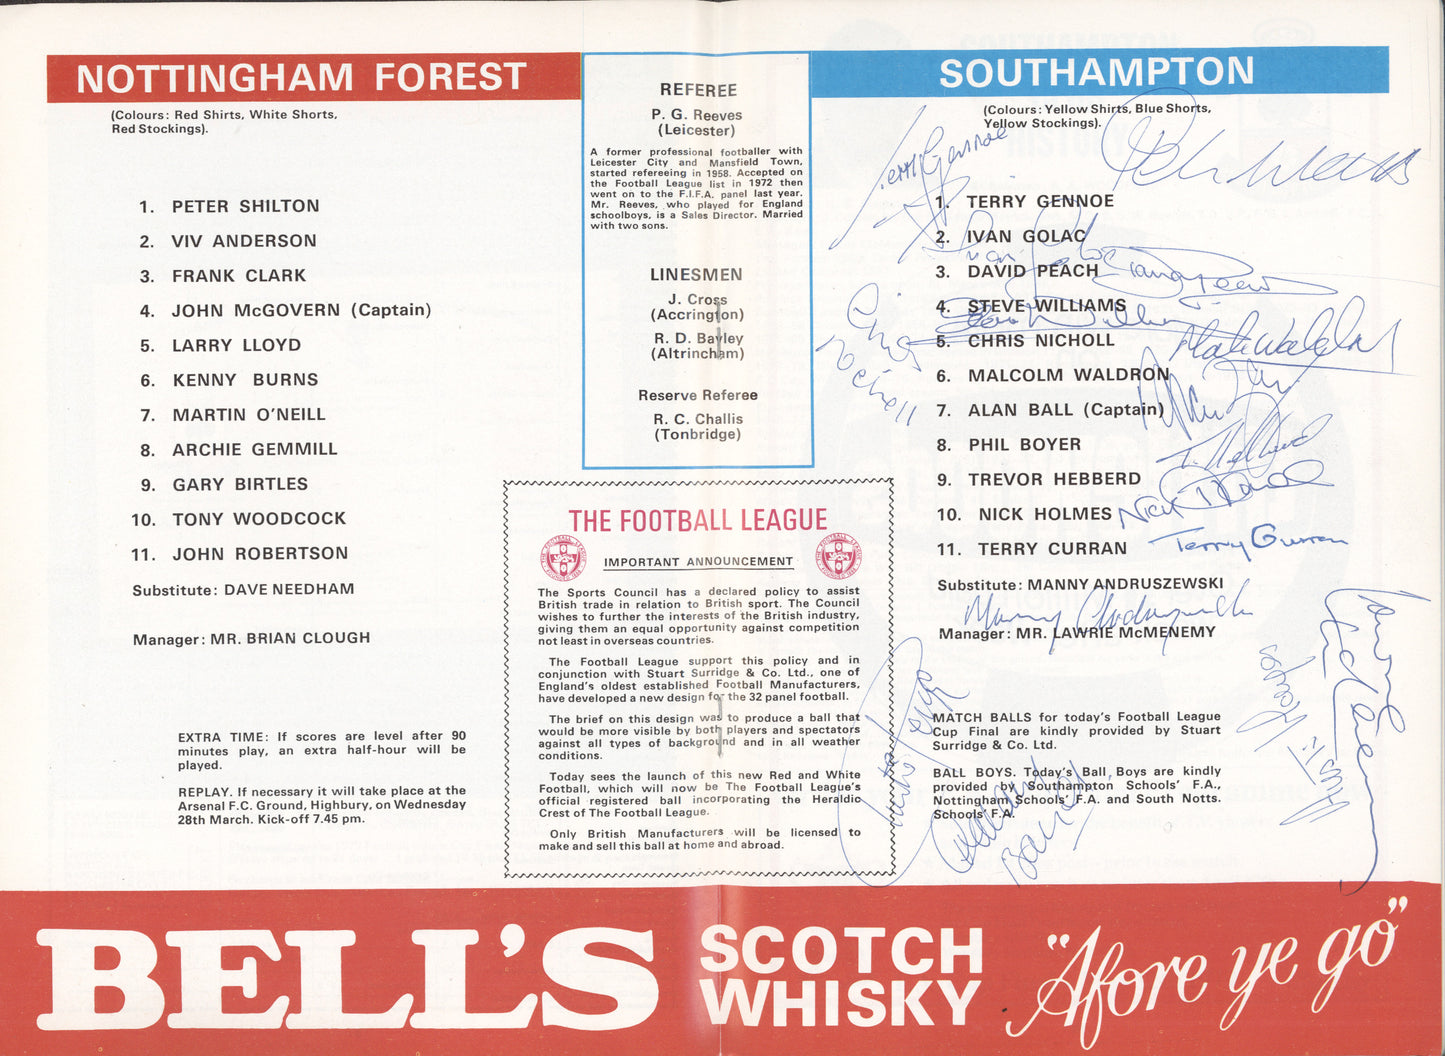 NOTTINGHAM FOREST
(Colours: Red Shirts, White Shorts,
Red Stockings).
1. PETER SHILTON
2. VIV ANDERSON
3. FRANK CLARK
4. JOHN McGOVERN (Captain)
5. LARRY LLOYD
6. KENNY BURNS
7. MARTIN O'NEILL
8. ARCHIE GEMMILL
9. GARY BIRTLES
10. TONY WOODCOCK
11. JOHN ROBERTSON
Substitute: DAVE NEEDHAM
Manager: MR. BRIAN CLOUGH
EXTRA TIME: If scores are level after 90
minutes play, an extra half-hour will be
played.
REPLAY. If necessary it will take place at the
Arsenal F.C. Ground, Highbury, on Wednesday
28th March. Kick-off 7.45 pm.
REFEREE
P. G. Reeves
(Leicester)
A former professional footballer with
Leicester City and Mansfield Town,
started refereeing in 1958. Accepted on
the Football League list in 1972 then
went on to the F.I.F.A. panel last year.
Mr. Reeves, who played for England
schoolboys, is a Sales Director. Married
with two sons.
LINESMEN
J. Cross
(Accrington)
R. D. Bayley
(Altrincham)
Reserve Referee
R. C. Challis
(Tonbridge)
THE FOOTBALL LEAGUE
IMPORTANT ANNOUNCEMENT
The Sports Council has a declared policy to assist
British trade in relation to British sport. The Council
wishes to further the interests of the British industry,
giving them an equal opportunity against competition
not least in overseas countries.
The Football League support this policy and in
conjunction with Stuart Surridge & Co. Ltd., one of
England's oldest established Football Manufacturers,
have developed a new design for the 32 panel football.
The brief on this design was to produce a ball that
would be more visible by both players and spectators
against all types of background and in all weather
conditions.
Today sees the launch of this new Red and White
Football, which will now be The Football League's
official registered ball incorporating the Heraldic
Crest of The Football League.
Only British Manufacturers will be licensed to
make and sell this ball at home and abroad.
SOUTHAMPTON
(Colours: Yellow Shirts, Blue Shorts,
Yellow Stockings).
Terry Gennoe
1. TERRY GENNOE
2. IVAN GOLAC
Ivan Golac
3. DAVID PEACH
David Peach
4. STEVE WILLIAMS
Steve Williams
5. CHRIS NICHOLL
Chris Nicholl
Malcolm Waldron
6. MALCOLM WALDRON
7. ALAN BALL (Captain)
8. PHIL BOYER
T. Hebberd
9. TREVOR HEBBERD
10. NICK HOLMES
Nick Holmes
11. TERRY CURRAN
Terry Curran
Substitute: MANNY ANDRUSZEWSKI
Manny Andruszewski
Manager: MR. LAWRIE McMENEMY
MATCH BALLS for today's Football League
Cup Final are kindly provided by Stuart
Surridge & Co. Ltd.
BALL BOYS. Today's Ball Boys are kindly
provided by Southampton Schools' F.A.,
Nottingham Schools' F.A. and South Notts.
Schools F.A.
BELL'S
SCOTCH
WHISKY
"Afore ye go"